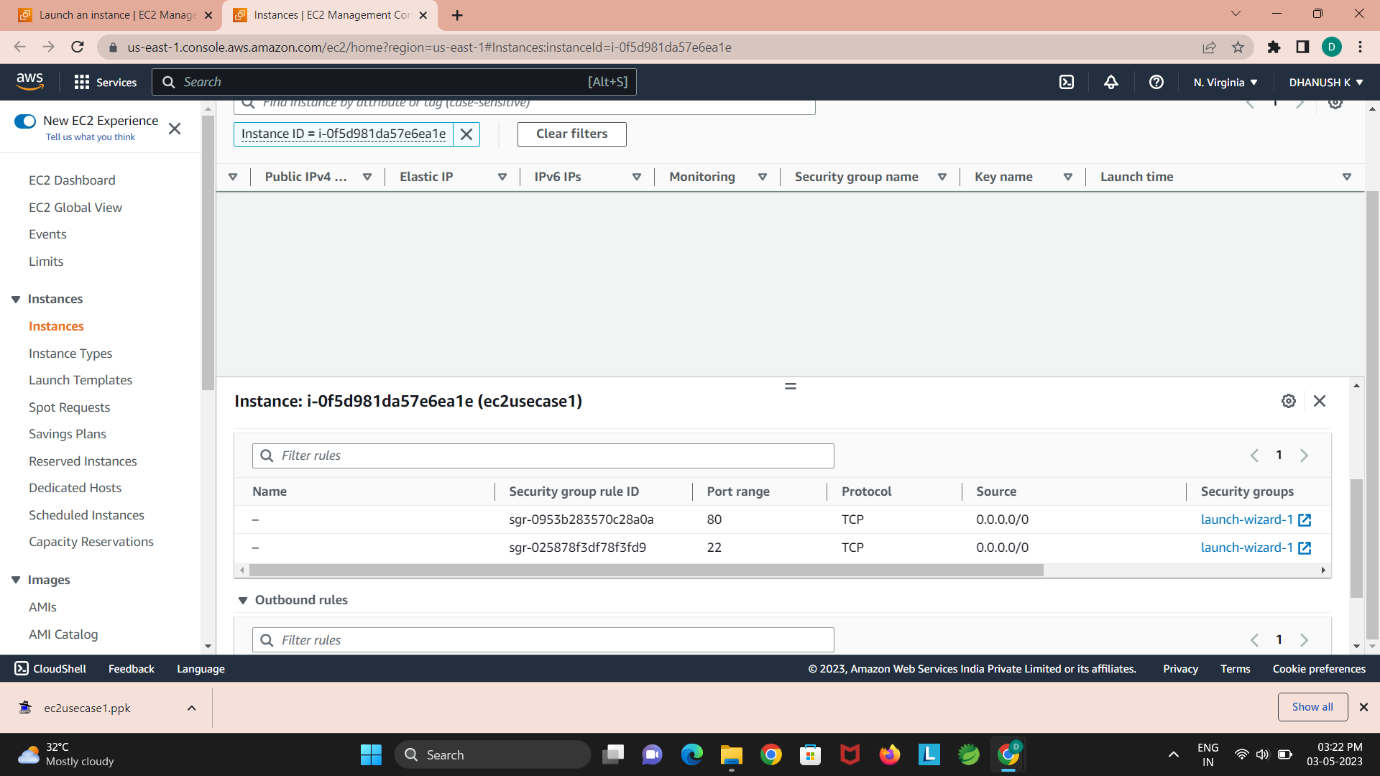 Launch an instance | EC2 Manage
Instances | EC2 Management Con
us-east-1.console.aws.amazon.com/ec2/home?region=us-east-1#Instances:instanceId=i-0f5d981da57e6ea1e
D
aws
Services
Search
[Alt+S]
N. Virginia
DHANUSH K
New EC2 Experience
Tell us what you think
EC2 Dashboard
EC2 Global View
Events
Limits
Instances
Instances
Instance Types
Launch Templates
Spot Requests
Savings Plans
Reserved Instances
Dedicated Hosts
Scheduled Instances
Capacity Reservations
Images
AMIs
AMI Catalog
Find instance by attribute or tag (case-sensitive)
1
Instance ID = i-0f5d981da57e6ea1e
Clear filters
Public IPv4 ... Elastic IP IPv6 IPs Monitoring Security group name Key name Launch time
Instance: i-0f5d981da57e6ea1e (ec2usecase1)
Filter rules
1
Name Security group rule ID Port range Protocol Source Security groups
– sgr-0953b283570c28a0a 80 TCP 0.0.0.0/0 launch-wizard-1
– sgr-025878f3df78f3fd9 22 TCP 0.0.0.0/0 launch-wizard-1
Outbound rules
Filter rules
1
CloudShell Feedback Language © 2023, Amazon Web Services India Private Limited or its affiliates. Privacy Terms Cookie preferences
ec2usecase1.ppk
Show all
32°C
Mostly cloudy
Search
L
D
ENG
IN
03:22 PM
03-05-2023